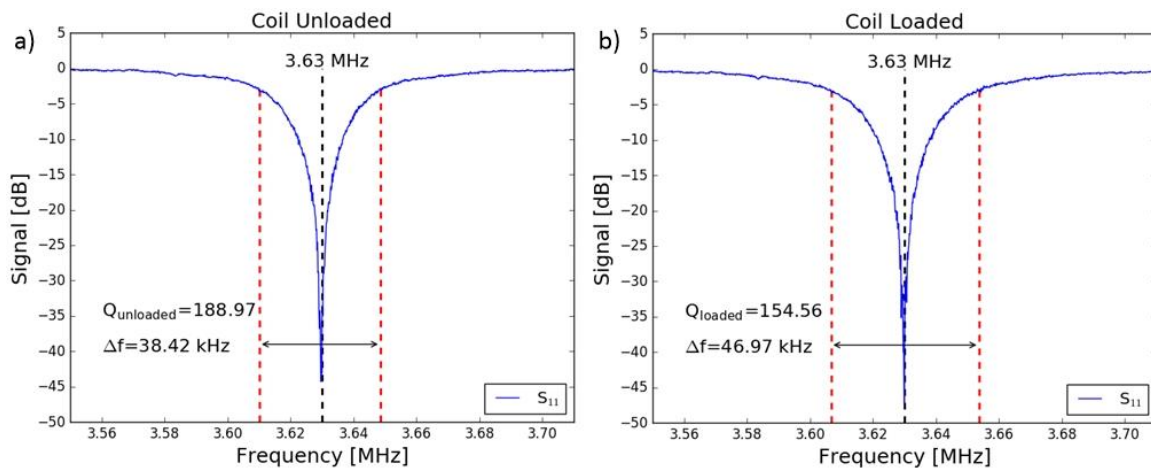 Coil Unloaded
a)
3.63 MHz
5
0
−5
−10
−15
−20
−25
−30
−35
−40
−45
−50
Signal [dB]
Qunloaded=188.97
Δf=38.42 kHz
S11
3.56 3.58 3.60 3.62 3.64 3.66 3.68 3.70
Frequency [MHz]
Coil Loaded
b)
3.63 MHz
5
0
−5
−10
−15
−20
−25
−30
−35
−40
−45
−50
Signal [dB]
Qloaded=154.56
Δf=46.97 kHz
S11
3.56 3.58 3.60 3.62 3.64 3.66 3.68 3.70
Frequency [MHz]